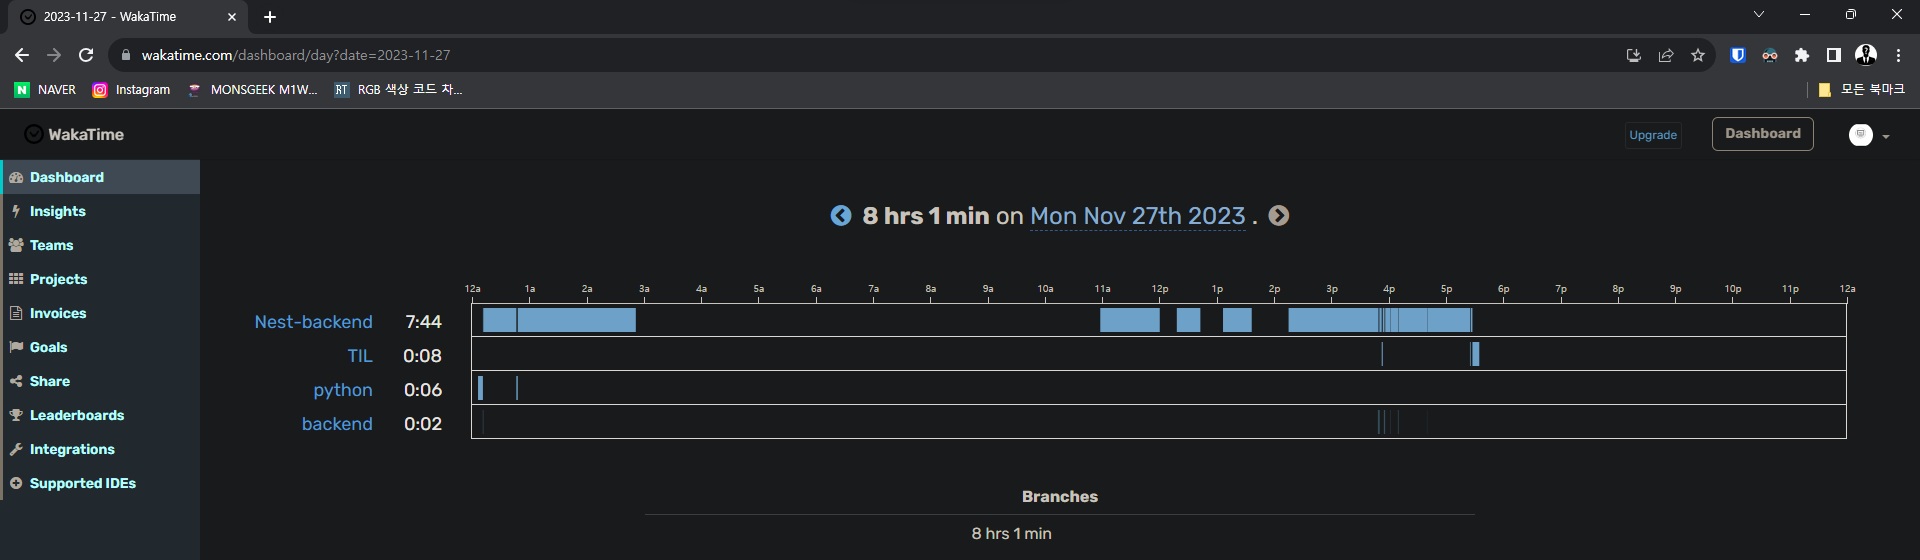 2023-11-27 - WakaTime
wakatime.com/dashboard/day?date=2023-11-27
NAVER Instagram MONSGEEK M1W... RT RGB 색상 코드 차... 모든 북마크
WakaTime Upgrade Dashboard
Dashboard
Insights
Teams
Projects
Invoices
Goals
Share
Leaderboards
Integrations
Supported IDEs
8 hrs 1 min on Mon Nov 27th 2023 .
12a 1a 2a 3a 4a 5a 6a 7a 8a 9a 10a 11a 12p 1p 2p 3p 4p 5p 6p 7p 8p 9p 10p 11p 12a
Nest-backend 7:44
TIL 0:08
python 0:06
backend 0:02
Branches
8 hrs 1 min